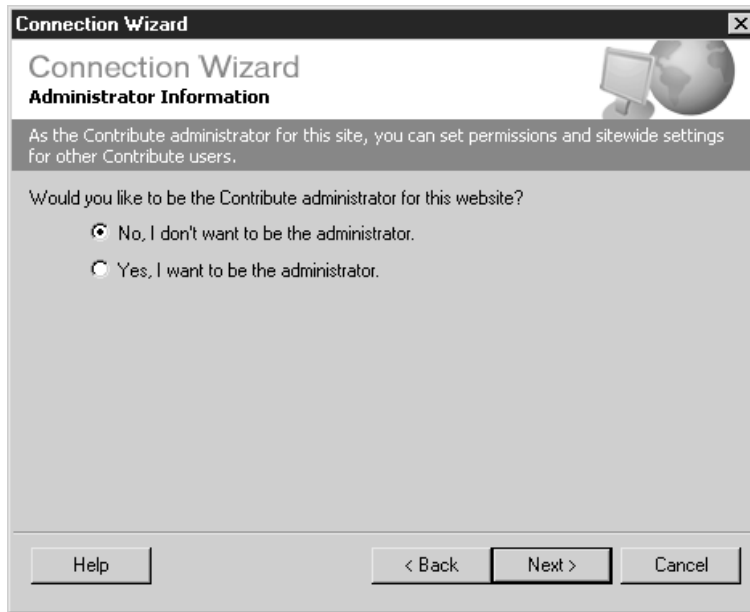 Connection Wizard
Connection Wizard
Administrator Information
As the Contribute administrator for this site, you can set permissions and sitewide settings
for other Contribute users.
Would you like to be the Contribute administrator for this website?
No, I don't want to be the administrator.
Yes, I want to be the administrator.
Help
< Back
Next >
Cancel